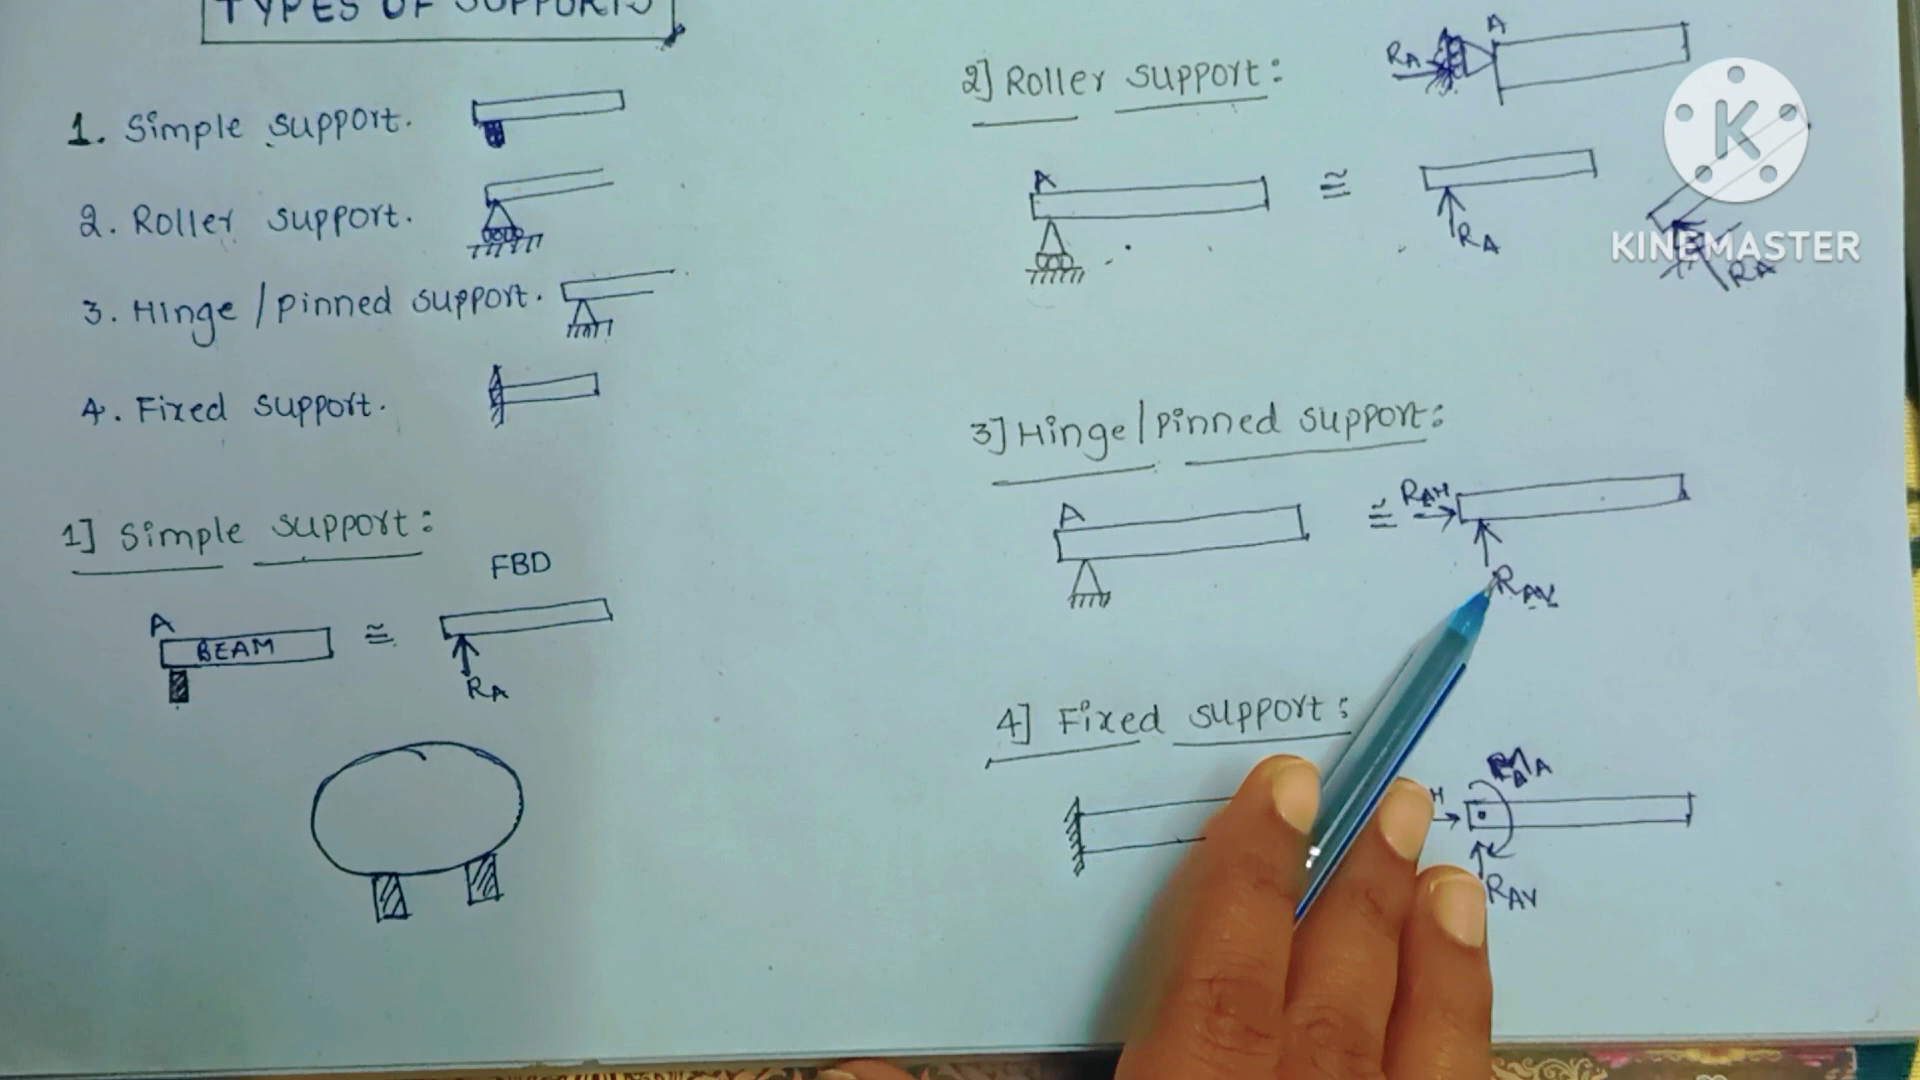 TYPES OF SUPPORTS
1. Simple support.
2. Roller support.
3. Hinge / pinned support.
4. Fixed support.
1] Simple support:
FBD
A
BEAM
≅
RA
2] Roller support:
RA
A
A
≅
RA
RA
K
KINEMASTER
3] Hinge / pinned support:
A
≅
RAH
RAV
4] Fixed support:
H
RAV